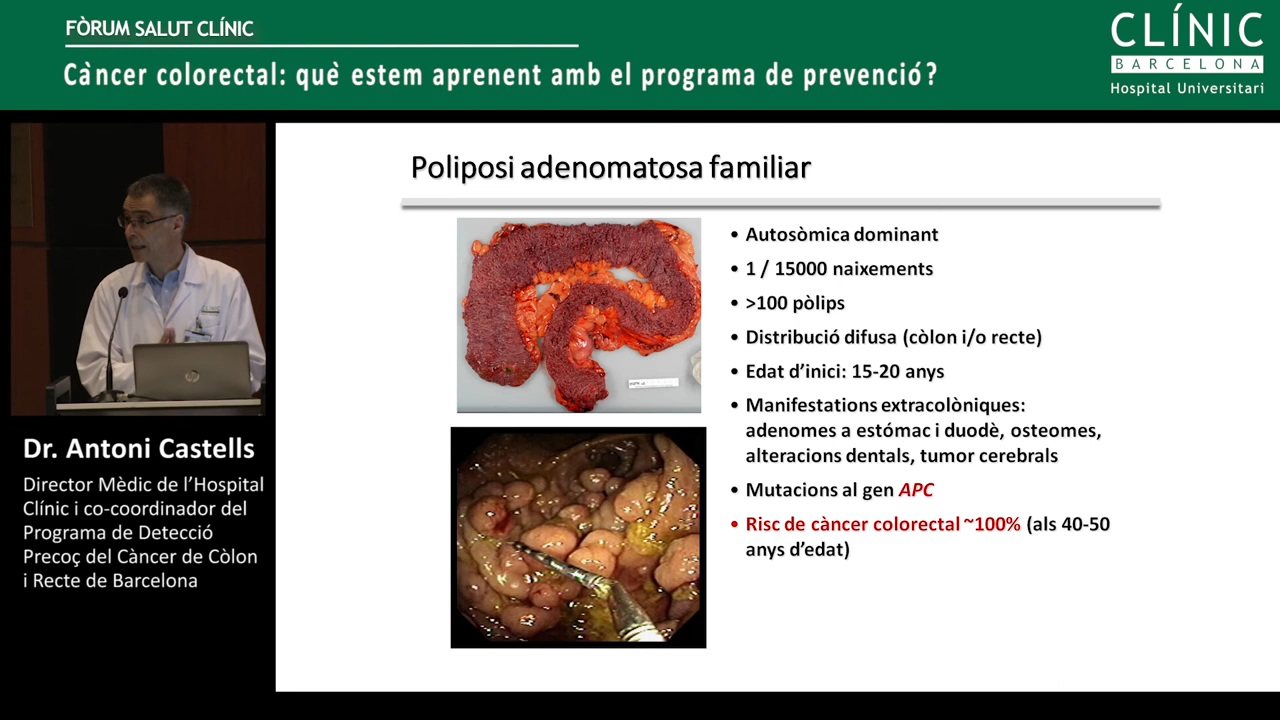 FÒRUM SALUT CLÍNIC
Càncer colorectal: què estem aprenent amb el programa de prevenció?
CLÍNIC
BARCELONA
Hospital Universitari
Poliposi adenomatosa familiar
• Autosòmica dominant
• 1 / 15000 naixements
• >100 pòlips
• Distribució difusa (còlon i/o recte)
• Edat d’inici: 15-20 anys
• Manifestations extracolòniques:
adenomes a estómac i duodè, osteomes,
alteracions dentals, tumor cerebrals
• Mutacions al gen APC
• Risc de càncer colorectal ~100% (als 40-50
anys d’edat)
CLÍNIC
hp
Dr. Antoni Castells
Director Mèdic de l’Hospital
Clínic i co-coordinador del
Programa de Detecció
Precoç del Càncer de Còlon
i Recte de Barcelona